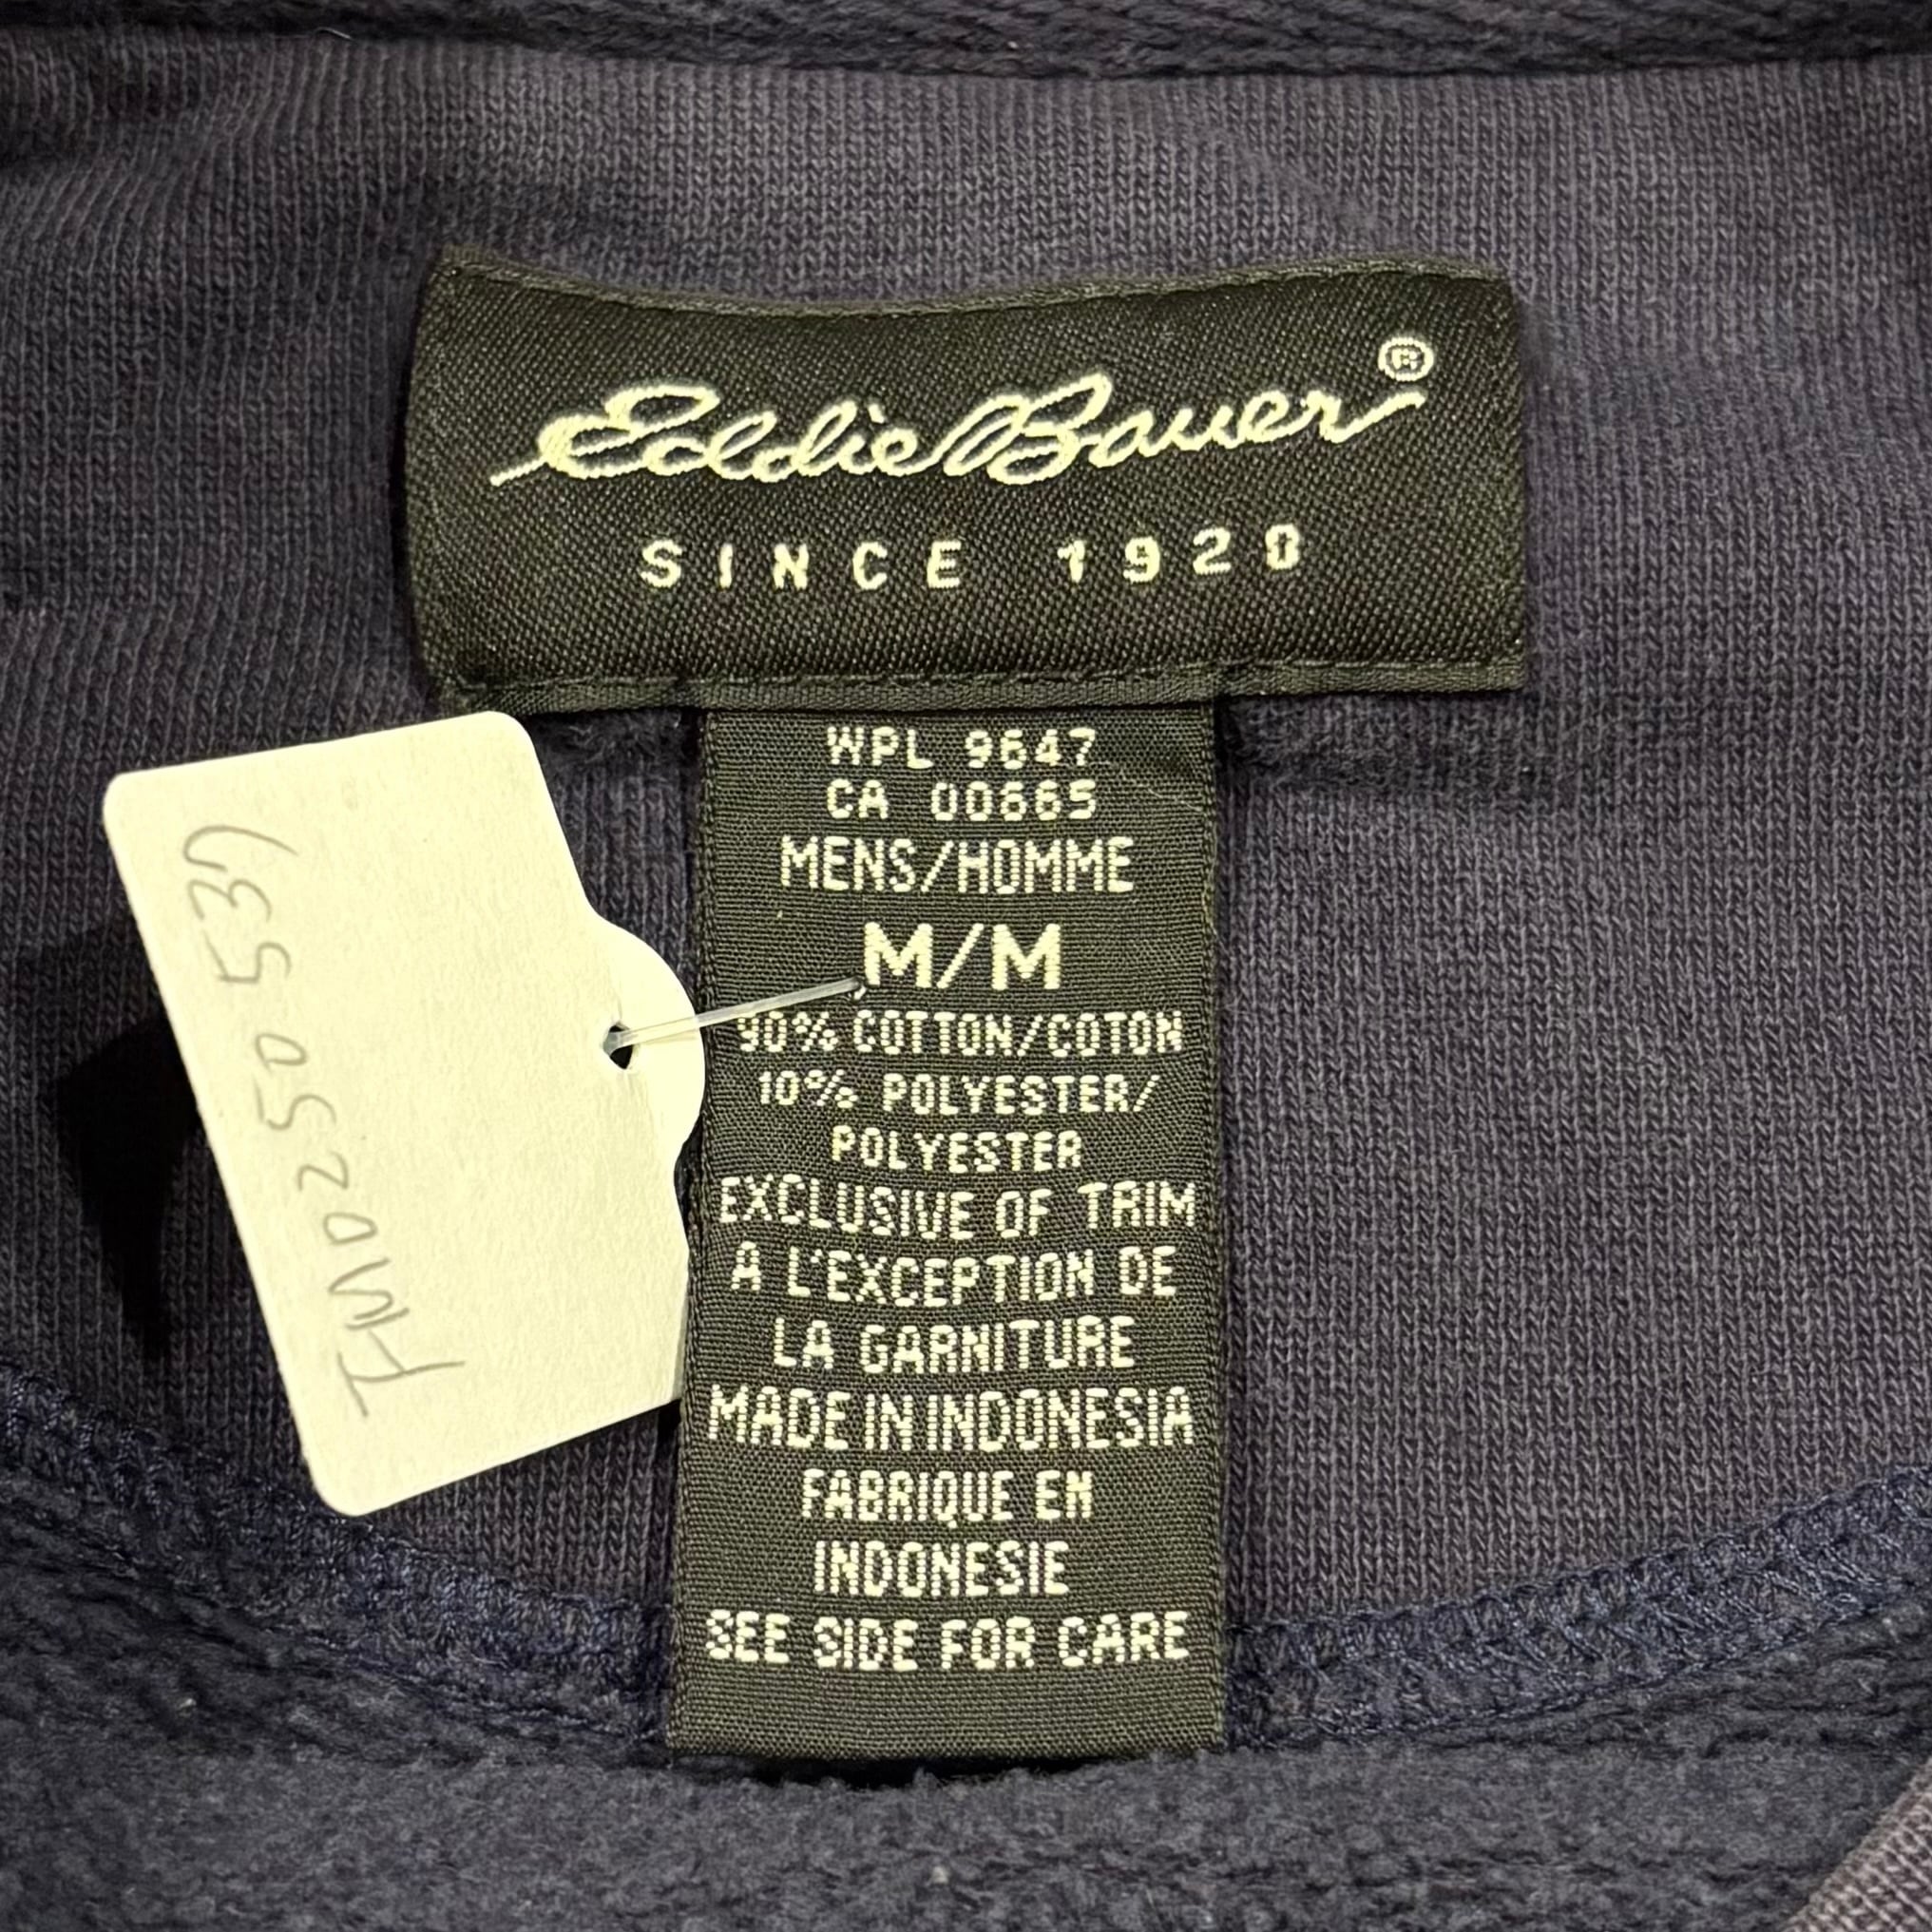 Eddie Bauer®
SINCE 1920
WPL 9647
CA 00665
MENS/HOMME
M/M
90% COTTON/COTON
10% POLYESTER/
POLYESTER
EXCLUSIVE OF TRIM
A L'EXCEPTION DE
LA GARNITURE
MADE IN INDONESIA
FABRIQUE EN
INDONESIE
SEE SIDE FOR CARE